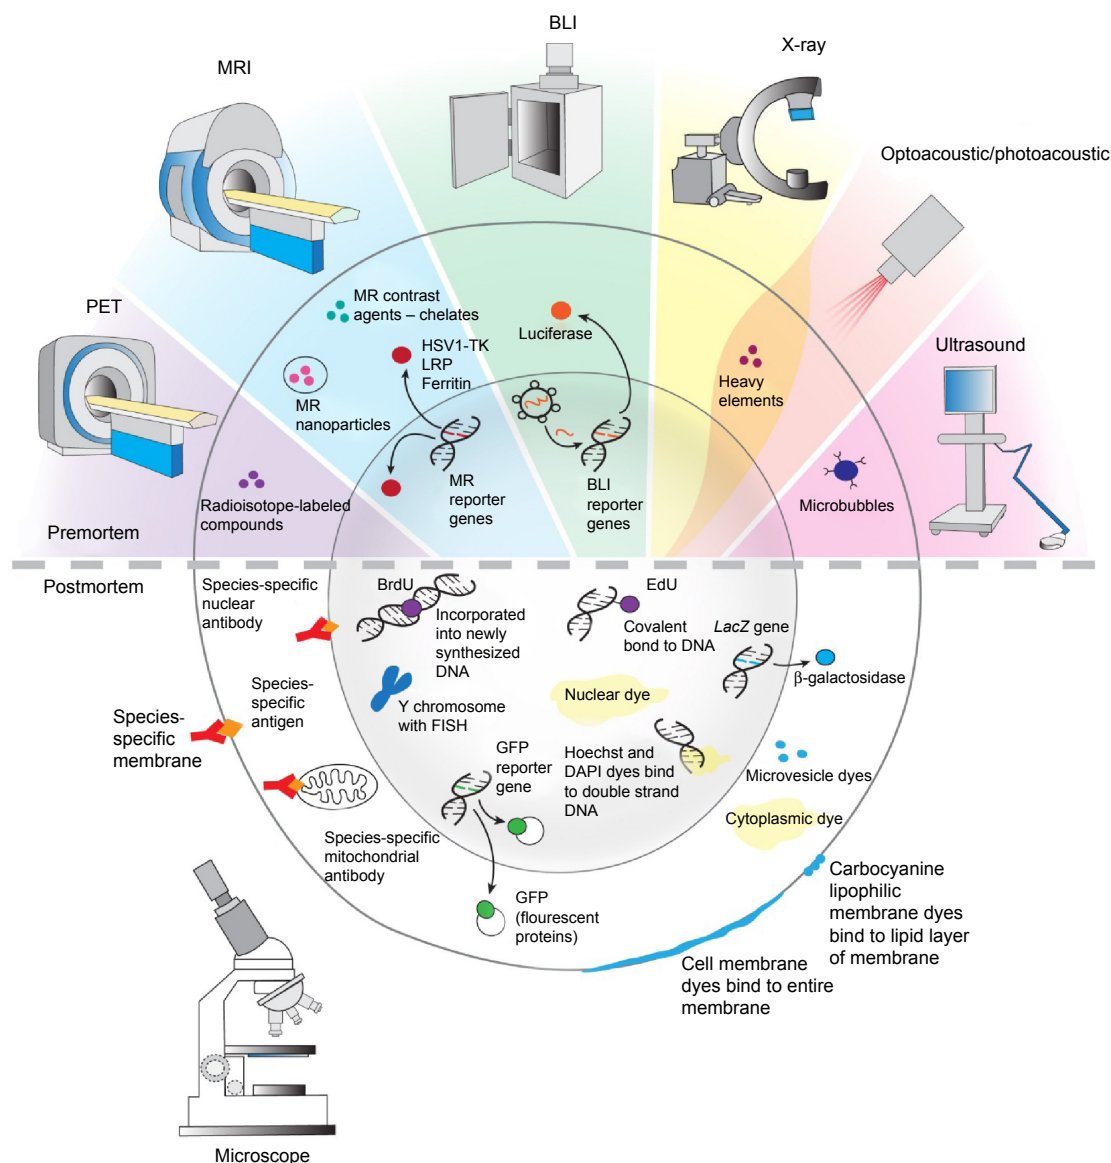 BLI
X-ray
MRI
Optoacoustic/photoacoustic
PET
MR contrast
agents – chelates
Luciferase
HSV1-TK
LRP
Ferritin
Ultrasound
Heavy
elements
MR
nanoparticles
MR
reporter
genes
BLI
reporter
genes
Radioisotope-labeled
compounds
Microbubbles
Premortem
Postmortem
Species-specific
nuclear
antibody
BrdU
Incorporated
into newly
synthesized
DNA
EdU
Covalent
bond to DNA
LacZ gene
β-galactosidase
Species-
specific
antigen
Y chromosome
with FISH
Nuclear dye
Species-
specific
membrane
GFP
reporter
gene
Hoechst and
DAPI dyes bind
to double strand
DNA
Microvesicle dyes
Cytoplasmic dye
Species-specific
mitochondrial
antibody
GFP
(flourescent
proteins)
Carbocyanine
lipophilic
membrane dyes
bind to lipid layer
of membrane
Cell membrane
dyes bind to entire
membrane
Microscope